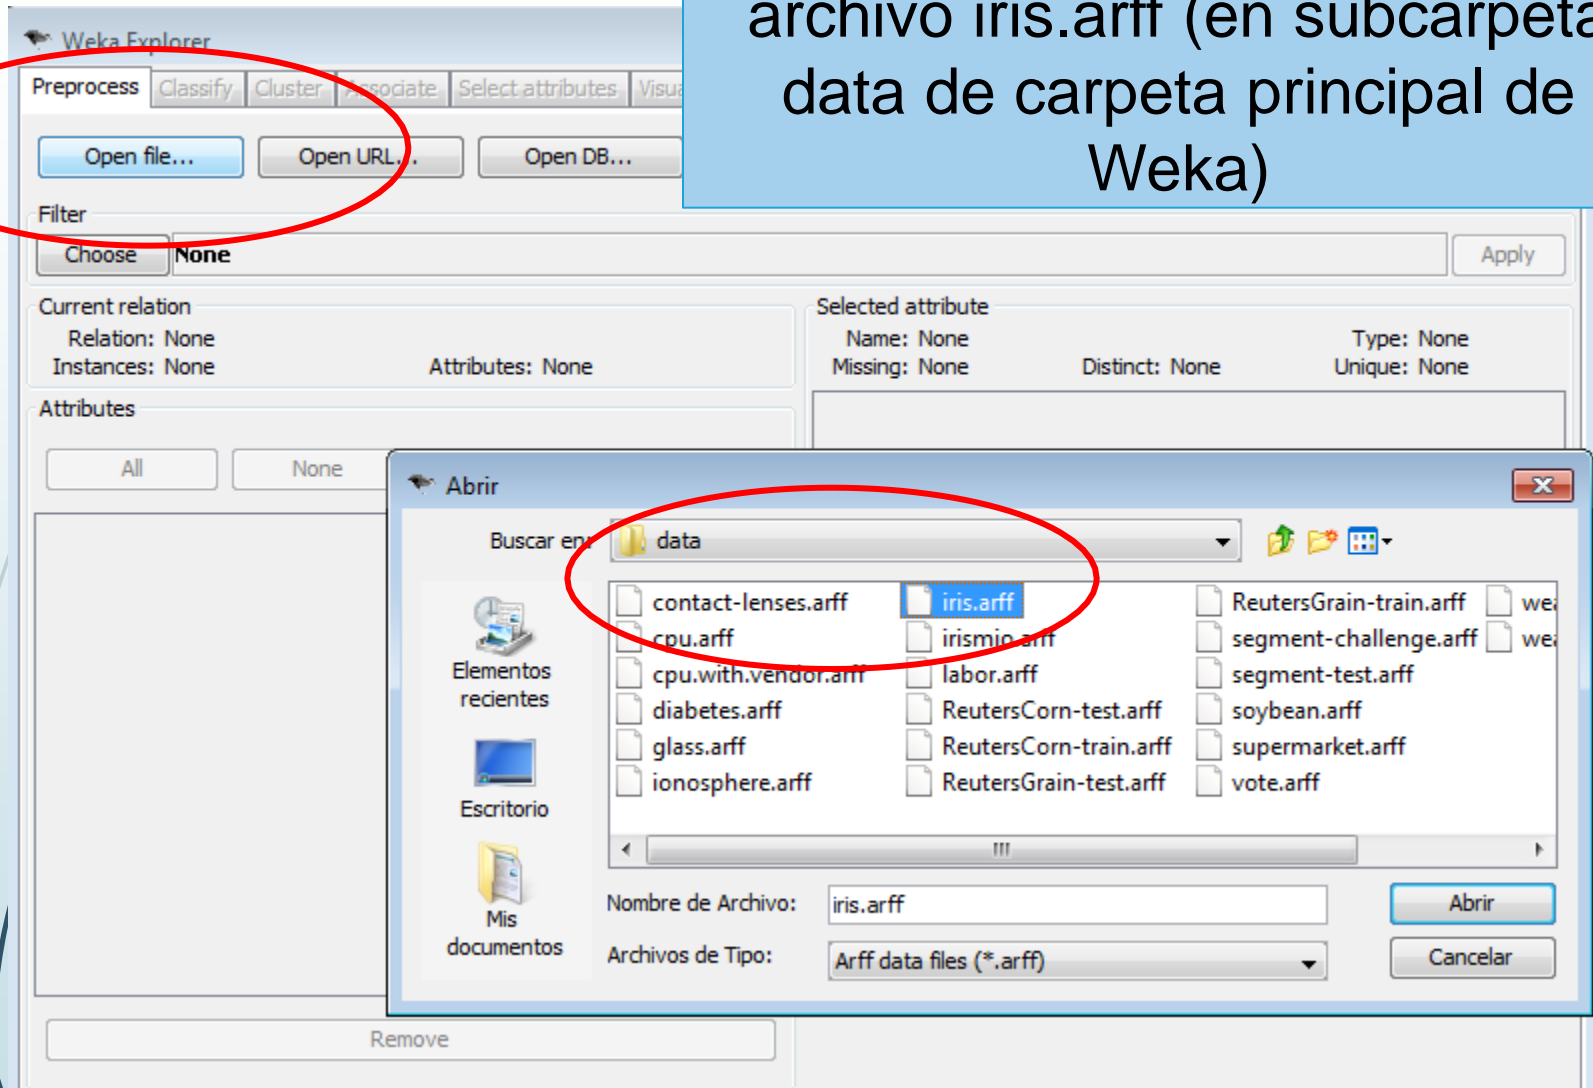 archivo iris.arff (en subcarpeta
data de carpeta principal de
Weka)
Weka Explorer
Preprocess Classify Cluster Associate Select attributes
Open file... Open URL... Open DB...
Filter
Choose None Apply
Current relation
Relation: None
Instances: None Attributes: None
Selected attribute
Name: None Type: None
Missing: None Distinct: None Unique: None
Attributes
All None
Abrir
Buscar en: data
Elementos
recientes
Escritorio
Mis
documentos
contact-lenses.arff
cpu.arff
cpu.with.vendor.arff
diabetes.arff
glass.arff
ionosphere.arff
iris.arff
irismio.arff
labor.arff
ReutersCorn-test.arff
ReutersCorn-train.arff
ReutersGrain-test.arff
ReutersGrain-train.arff
segment-challenge.arff
segment-test.arff
soybean.arff
supermarket.arff
vote.arff
Nombre de Archivo: iris.arff Abrir
Archivos de Tipo: Arff data files (*.arff) Cancelar
Remove